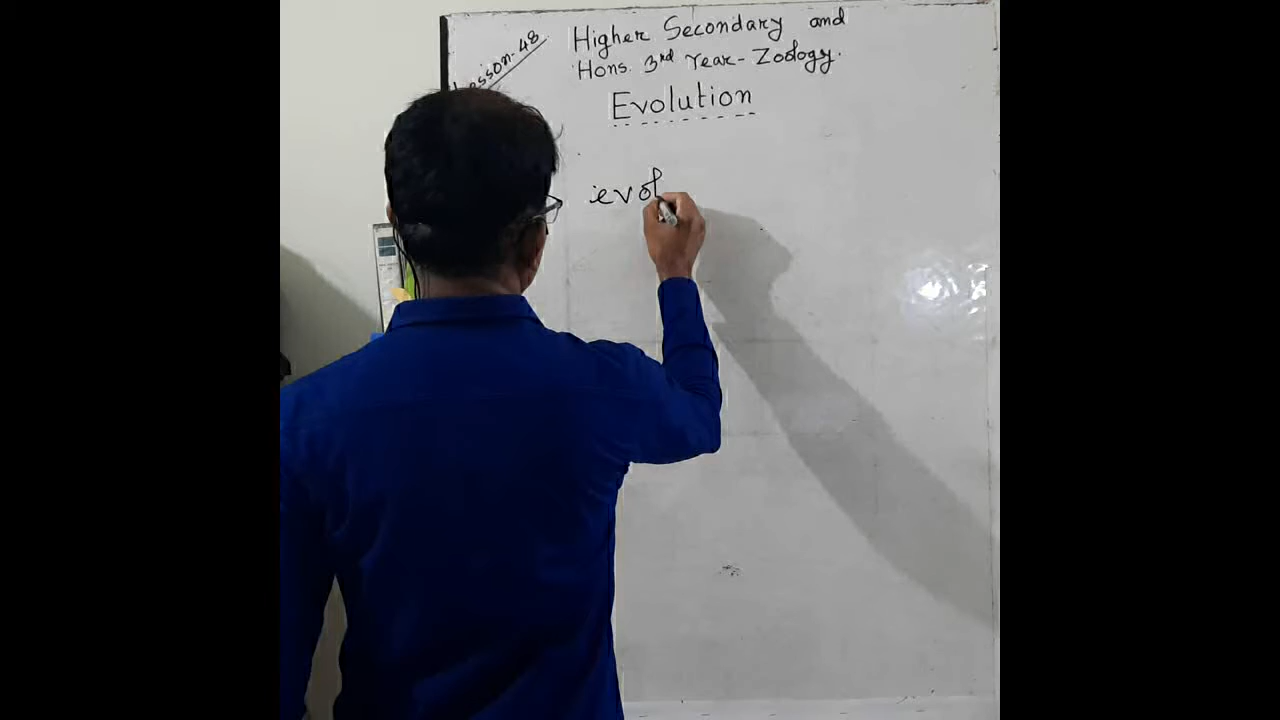 Lesson-48
Higher Secondary and
Hons. 3rd Year - Zoology.
Evolution
evol